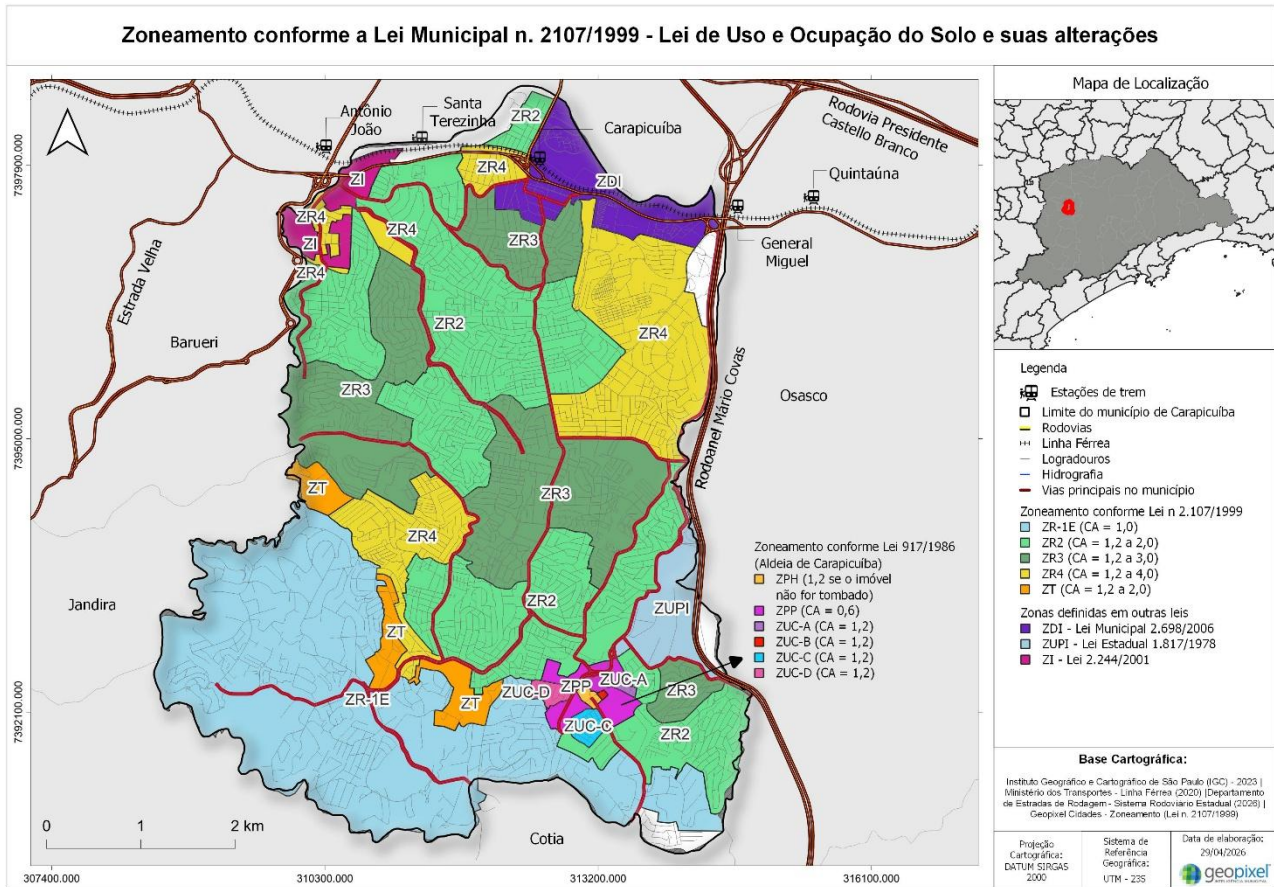 Zoneamento conforme a Lei Municipal n. 2107/1999 - Lei de Uso e Ocupação do Solo e suas alterações
Antônio
João
Santa
Terezinha
ZR2
Carapicuíba
Rodovia Presidente
Castello Branco
Quintaúna
General
Miguel
ZDI
ZI
ZR4
ZR4
ZI
ZR4
ZR4
ZR3
ZR2
ZR4
ZR3
Estrada Velha
Barueri
Osasco
Rodoanel Mário Covas
ZT
ZR4
ZR3
ZR2
ZUPI
Jandira
ZT
ZR-1E
ZT
ZUC-D
ZPP
ZUC-A
ZUC-C
ZR3
ZR2
Cotia
Zoneamento conforme Lei 917/1986
(Aldeia de Carapicuíba)
ZPH (1,2 se o imóvel
não for tombado)
ZPP (CA = 0,6)
ZUC-A (CA = 1,2)
ZUC-B (CA = 1,2)
ZUC-C (CA = 1,2)
ZUC-D (CA = 1,2)
0 1 2 km
7397900.000
7395000.000
7392100.000
307400.000 310300.000 313200.000 316100.000
Mapa de Localização
Legenda
Estações de trem
Limite do município de Carapicuíba
Rodovias
Linha Férrea
Logradouros
Hidrografia
Vias principais no município
Zoneamento conforme Lei n 2.107/1999
ZR-1E (CA = 1,0)
ZR2 (CA = 1,2 a 2,0)
ZR3 (CA = 1,2 a 3,0)
ZR4 (CA = 1,2 a 4,0)
ZT (CA = 1,2 a 2,0)
Zonas definidas em outras leis
ZDI - Lei Municipal 2.698/2006
ZUPI - Lei Estadual 1.817/1978
ZI - Lei 2.244/2001
Base Cartográfica:
Instituto Geográfico e Cartográfico de São Paulo (IGC) - 2023 |
Ministério dos Transportes - Linha Férrea (2020) |Departamento
de Estradas de Rodagem - Sistema Rodoviário Estadual (2026) |
Geopixel Cidades - Zoneamento (Lei n. 2107/1999)
Projeção
Cartográfica:
DATUM SIRGAS
2000
Sistema de
Referência
Geográfica:
UTM - 23S
Data de elaboração:
29/04/2026
geopixel